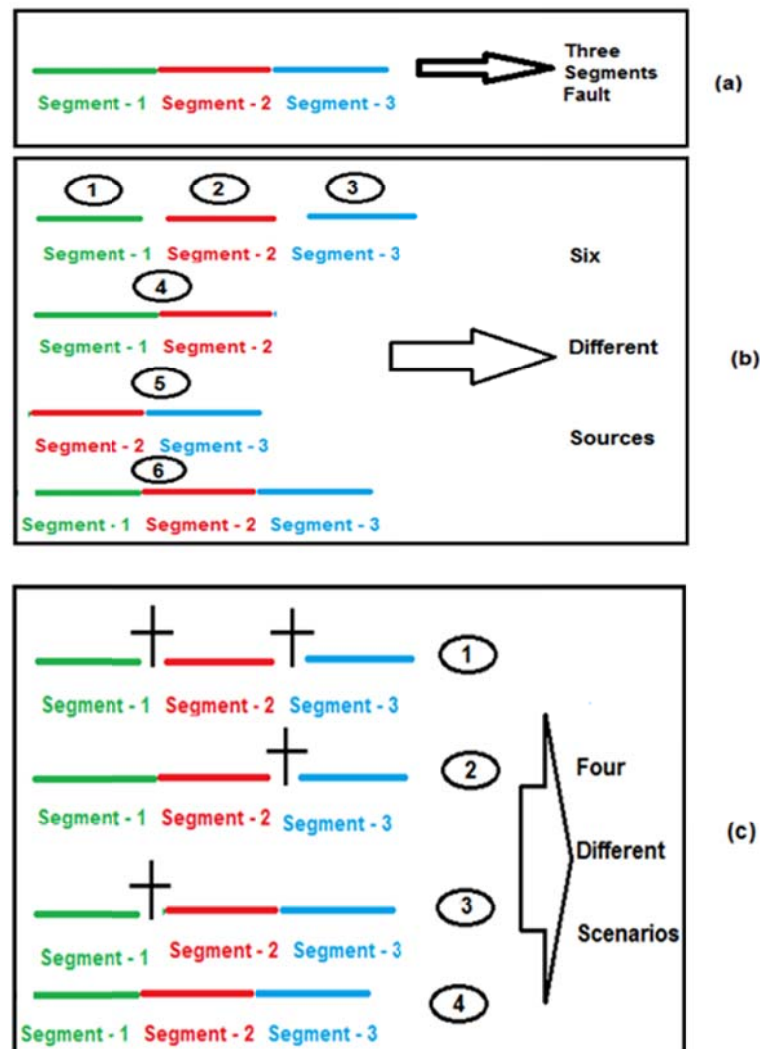 Three
Segments
Fault
Segment - 1 Segment - 2 Segment - 3
(a)
1 2 3
Segment - 1 Segment - 2 Segment - 3
Six
4
Segment - 1 Segment - 2
Different
(b)
5
Segment - 2 Segment - 3
Sources
6
Segment - 1 Segment - 2 Segment - 3
1
Segment - 1 Segment - 2 Segment - 3
2
Four
Segment - 1 Segment - 2 Segment - 3
(c)
Different
3
Segment - 1 Segment - 2 Segment - 3
Scenarios
4
Segment - 1 Segment - 2 Segment - 3